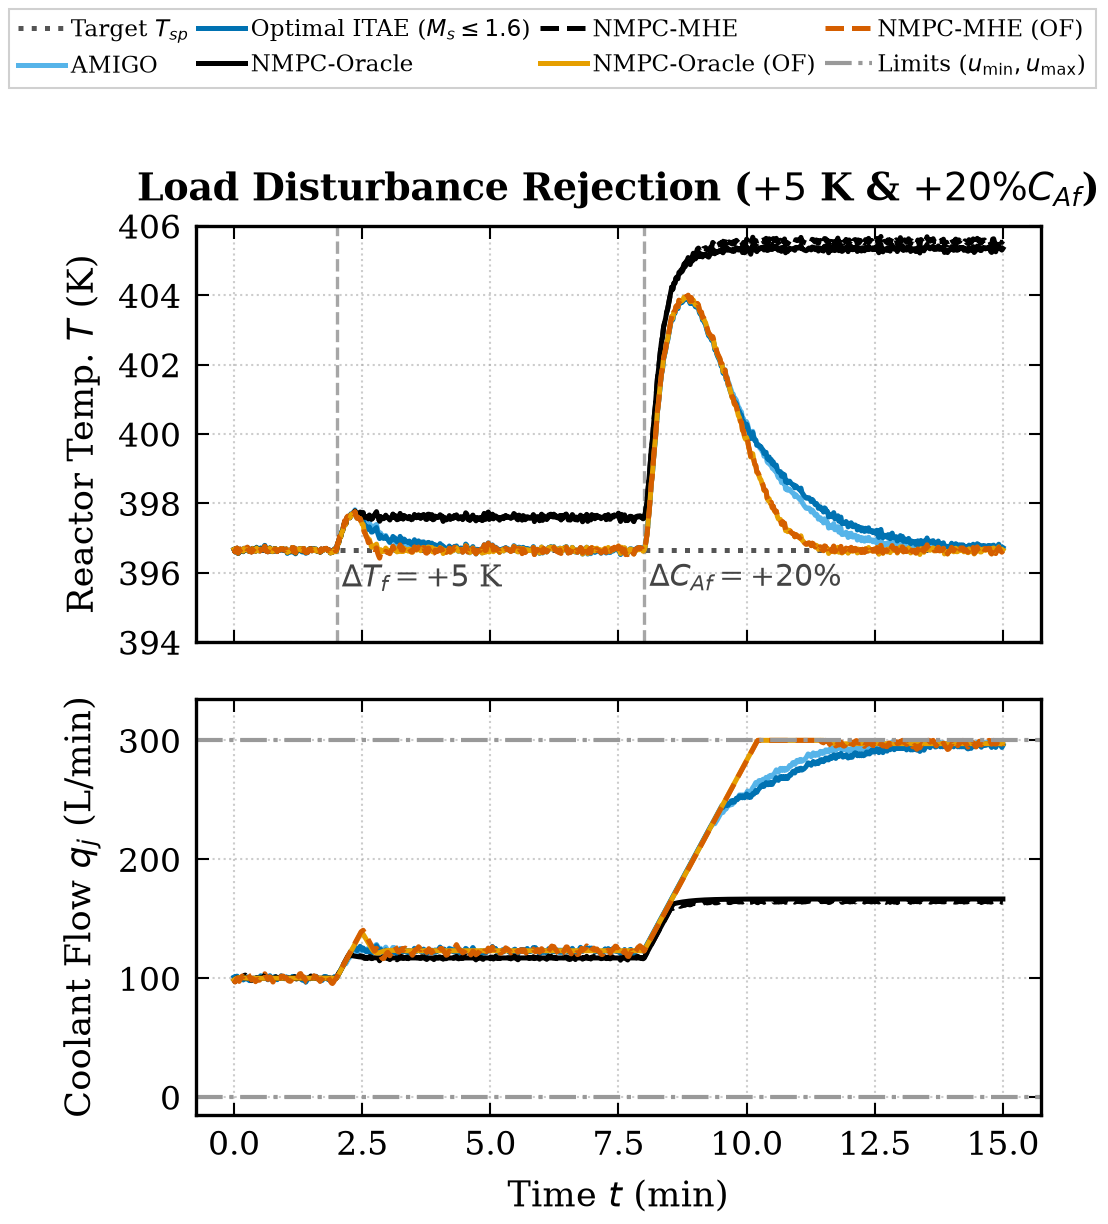 Target T_sp Optimal ITAE (M_s ≤ 1.6) NMPC-MHE NMPC-MHE (OF)
AMIGO NMPC-Oracle NMPC-Oracle (OF) Limits (u_min, u_max)
Load Disturbance Rejection (+5 K & +20%C_Af)
Reactor Temp. T (K)
406
404
402
400
398
396
394
ΔT_f = +5 K
ΔC_Af = +20%
Coolant Flow q_j (L/min)
300
200
100
0
0.0 2.5 5.0 7.5 10.0 12.5 15.0
Time t (min)